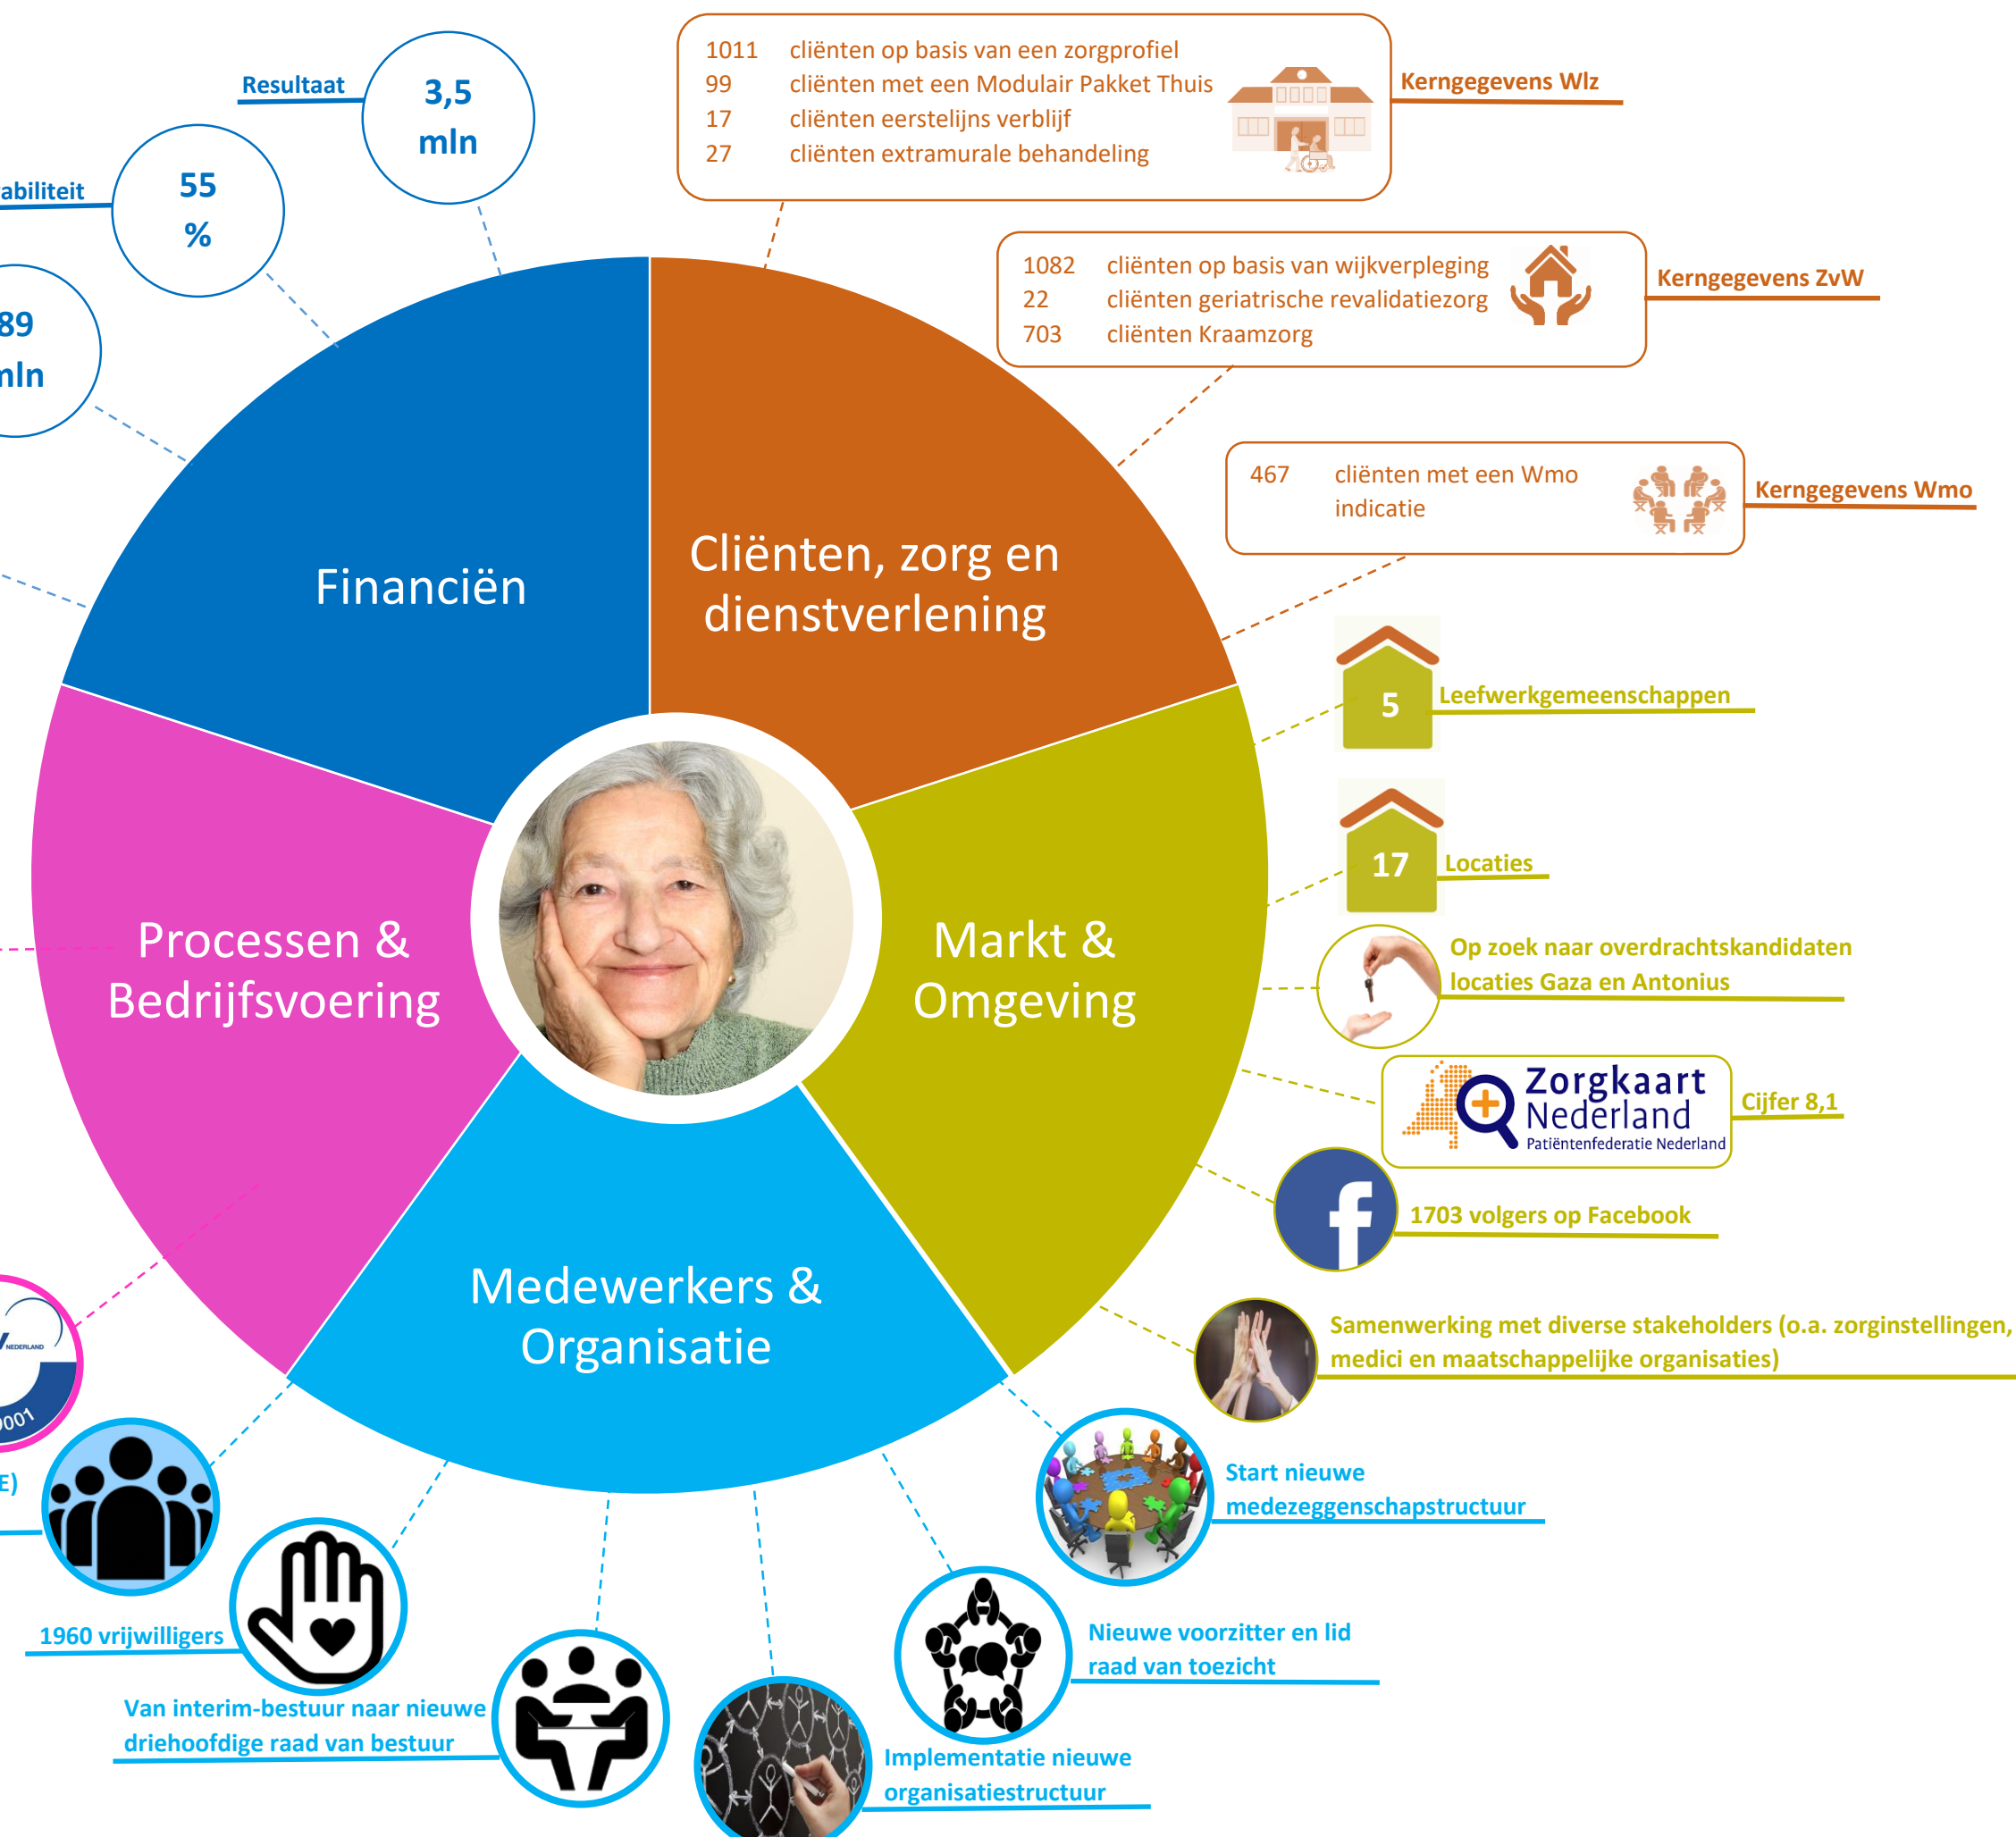 Resultaat
3,5
mln
55
%
1011 cliënten op basis van een zorgprofiel
99 cliënten met een Modulair Pakket Thuis
17 cliënten eerstelijns verblijf
27 cliënten extramurale behandeling
Kerngegevens Wlz
1082 cliënten op basis van wijkverpleging
22 cliënten geriatrische revalidatiezorg
703 cliënten Kraamzorg
Kerngegevens ZvW
467 cliënten met een Wmo
indicatie
Kerngegevens Wmo
89
Financiën
Cliënten, zorg en
dienstverlening
5
Leefwerkgemeenschappen
17
Locaties
Processen &
Bedrijfsvoering
Markt &
Omgeving
Op zoek naar overdrachtskandidaten
locaties Gaza en Antonius
Zorgkaart
Nederland
Patiëntenfederatie Nederland
Cijfer 8,1
f
1703 volgers op Facebook
Medewerkers &
Organisatie
Samenwerking met diverse stakeholders (o.a. zorginstellingen,
medici en maatschappelijke organisaties)
NEDERLAND
Start nieuwe
medezeggenschapstructuur
1960 vrijwilligers
Nieuwe voorzitter en lid
raad van toezicht
Van interim-bestuur naar nieuwe
driehoofdige raad van bestuur
Implementatie nieuwe
organisatiestructuur